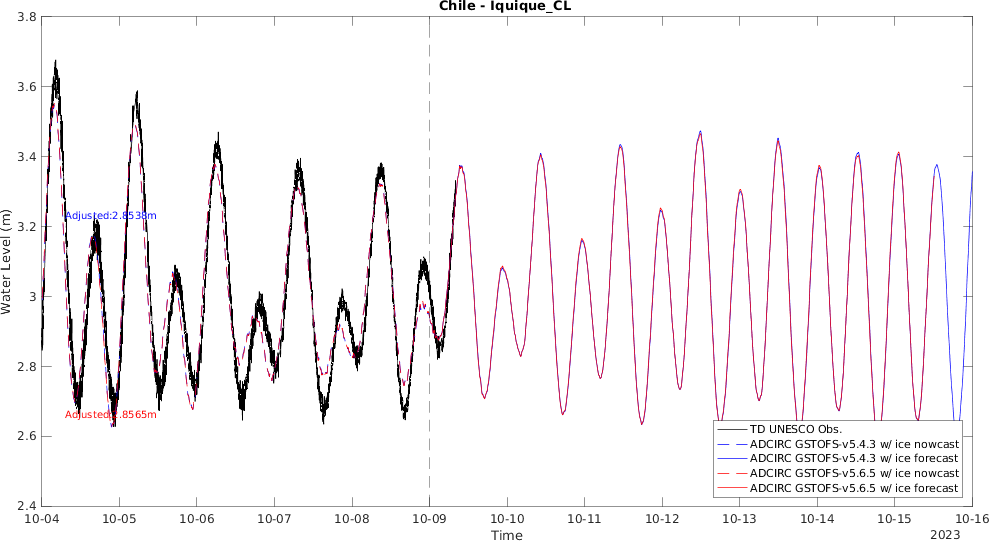 Chile - Iquique_CL
3.8
3.6
3.4
3.2
3
2.8
2.6
2.4
Water Level (m)
Adjusted:2.8538m
Adjusted:2.8565m
TD UNESCO Obs.
ADCIRC GSTOFS-v5.4.3 w/ ice nowcast
ADCIRC GSTOFS-v5.4.3 w/ ice forecast
ADCIRC GSTOFS-v5.6.5 w/ ice nowcast
ADCIRC GSTOFS-v5.6.5 w/ ice forecast
10-04 10-05 10-06 10-07 10-08 10-09 10-10 10-11 10-12 10-13 10-14 10-15 10-16
Time
2023